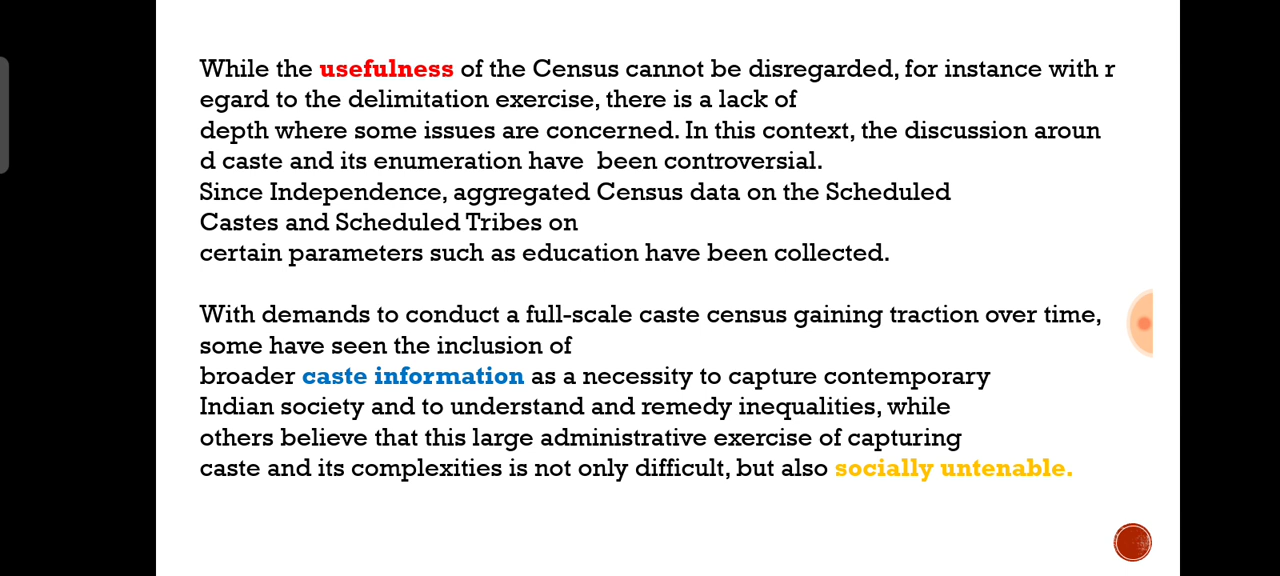 While the usefulness of the Census cannot be disregarded, for instance with r
egard to the delimitation exercise, there is a lack of
depth where some issues are concerned. In this context, the discussion aroun
d caste and its enumeration have  been controversial.
Since Independence, aggregated Census data on the Scheduled
Castes and Scheduled Tribes on
certain parameters such as education have been collected.
With demands to conduct a full-scale caste census gaining traction over time,
some have seen the inclusion of
broader caste information as a necessity to capture contemporary
Indian society and to understand and remedy inequalities, while
others believe that this large administrative exercise of capturing
caste and its complexities is not only difficult, but also socially untenable.